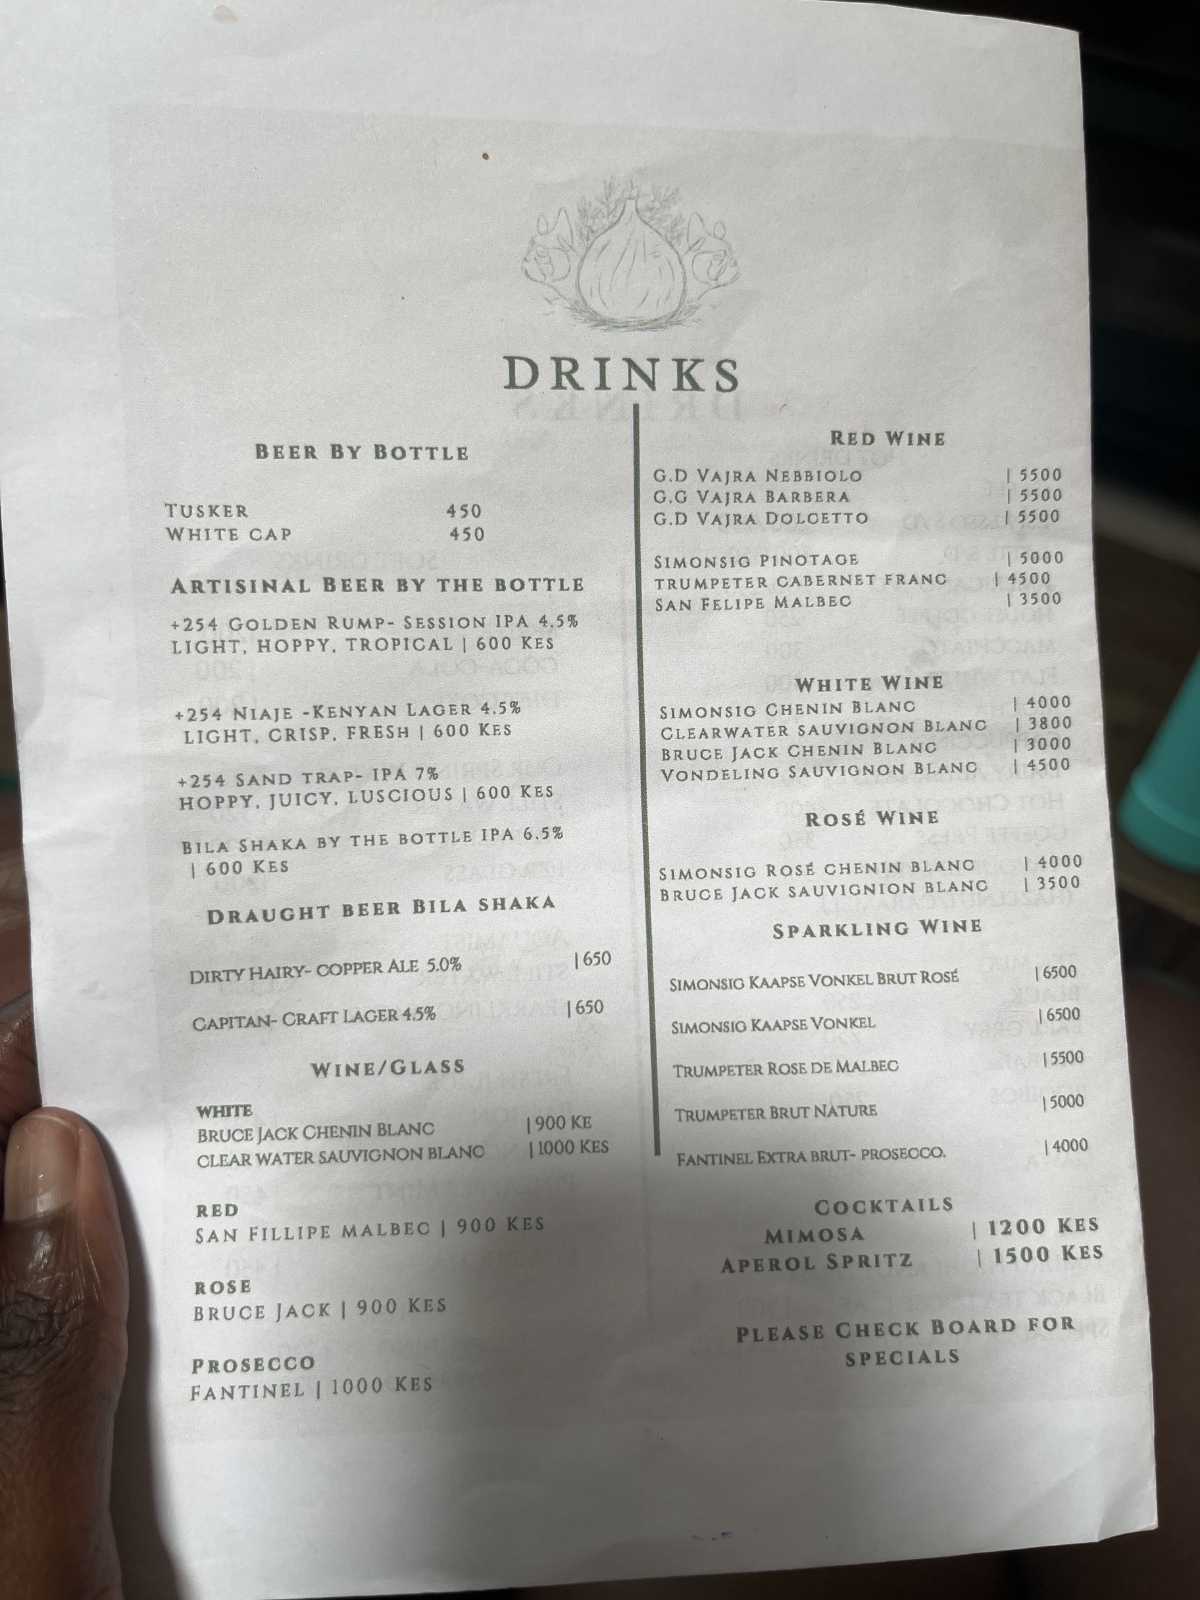 DRINKS
BEER BY BOTTLE
TUSKER 450
WHITE CAP 450
ARTISINAL BEER BY THE BOTTLE
+254 GOLDEN RUMP- SESSION IPA 4.5%
LIGHT, HOPPY, TROPICAL | 600 KES
+254 NIAJE -KENYAN LAGER 4.5%
LIGHT, CRISP, FRESH | 600 KES
+254 SAND TRAP- IPA 7%
HOPPY, JUICY, LUSCIOUS | 600 KES
BILA SHAKA BY THE BOTTLE IPA 6.5%
| 600 KES
DRAUGHT BEER BILA SHAKA
DIRTY HAIRY- COPPER ALE 5.0% | 650
CAPITAN- CRAFT LAGER 4.5% | 650
WINE/GLASS
WHITE
BRUCE JACK CHENIN BLANC | 900 KE
CLEAR WATER SAUVIGNON BLANC | 1000 KES
RED
SAN FILLIPE MALBEC | 900 KES
ROSE
BRUCE JACK | 900 KES
PROSECCO
FANTINEL | 1000 KES
RED WINE
G.D VAJRA NEBBIOLO | 5500
G.G VAJRA BARBERA | 5500
G.D VAJRA DOLCETTO | 5500
SIMONSIG PINOTAGE | 5000
TRUMPETER CABERNET FRANC | 4500
SAN FELIPE MALBEC | 3500
WHITE WINE
SIMONSIG CHENIN BLANC | 4000
CLEARWATER SAUVIGNON BLANC | 3800
BRUCE JACK CHENIN BLANC | 3000
VONDELING SAUVIGNON BLANC | 4500
ROSÉ WINE
SIMONSIG ROSÉ CHENIN BLANC | 4000
BRUCE JACK SAUVIGNION BLANC | 3500
SPARKLING WINE
SIMONSIG KAAPSE VONKEL BRUT ROSÉ | 6500
SIMONSIG KAAPSE VONKEL | 6500
TRUMPETER ROSE DE MALBEC | 5500
TRUMPETER BRUT NATURE | 5000
FANTINEL EXTRA BRUT- PROSECCO. | 4000
COCKTAILS
MIMOSA | 1200 KES
APEROL SPRITZ | 1500 KES
PLEASE CHECK BOARD FOR
SPECIALS